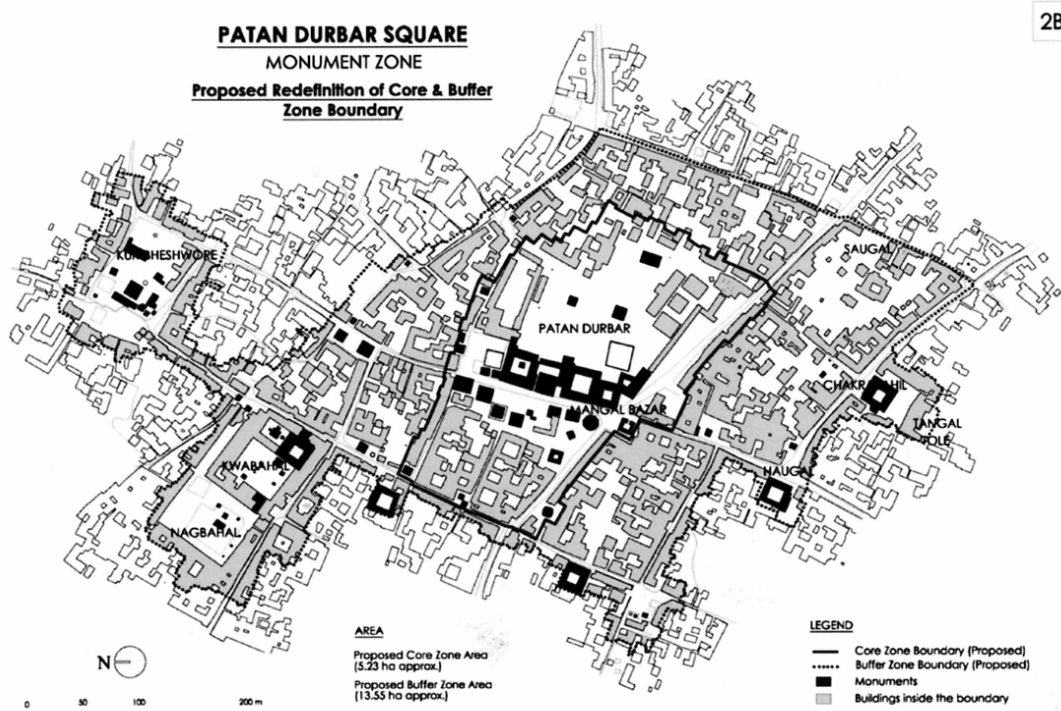 2B
PATAN DURBAR SQUARE
MONUMENT ZONE
Proposed Redefinition of Core & Buffer
Zone Boundary
SAUGAL
KUMBHESHWORE
PATAN DURBAR
CHAKRABAHIL
MANGAL BAZAR
TANGAL
TOLE
KWABAHAL
HAUGAL
NAGBAHAL
AREA
Proposed Core Zone Area
(5.23 ha approx.)
Proposed Buffer Zone Area
(13.55 ha approx.)
LEGEND
Core Zone Boundary (Proposed)
Buffer Zone Boundary (Proposed)
Monuments
Buildings inside the boundary
N
0 50 100 200 m